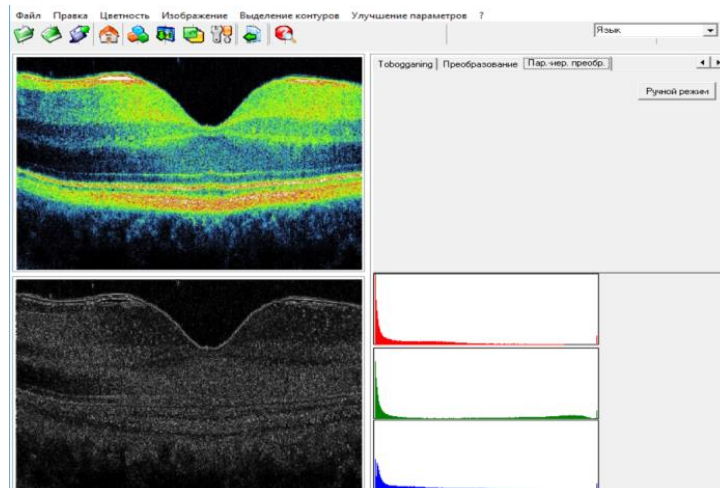 Файл Правка Цветность Изображение Выделение контуров Улучшение параметров ?
Язык
Tobogganing Преобразование Пар.-иер. преобр.
Ручной режим